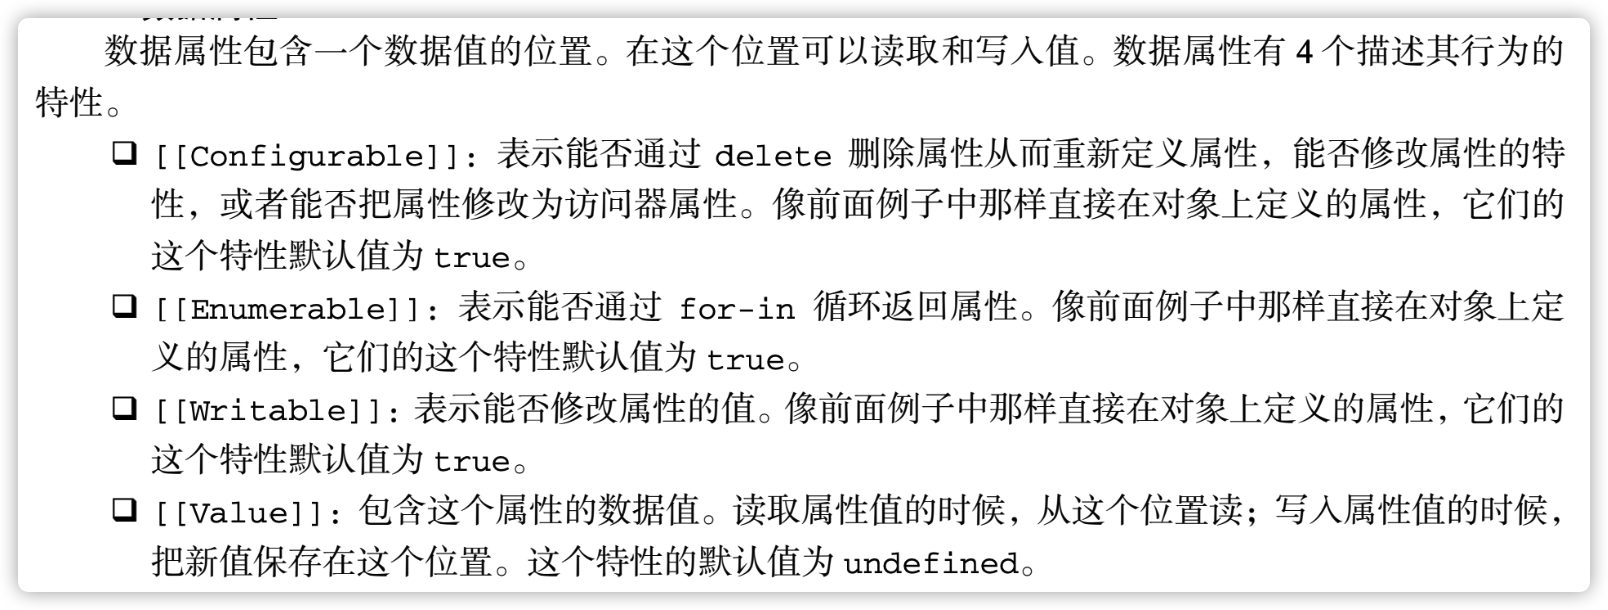 数据属性包含一个数据值的位置。在这个位置可以读取和写入值。数据属性有 4 个描述其行为的
特性。
❑ [[Configurable]]：表示能否通过 delete 删除属性从而重新定义属性，能否修改属性的特
性，或者能否把属性修改为访问器属性。像前面例子中那样直接在对象上定义的属性，它们的
这个特性默认值为 true。
❑ [[Enumerable]]：表示能否通过 for-in 循环返回属性。像前面例子中那样直接在对象上定
义的属性，它们的这个特性默认值为 true。
❑ [[Writable]]：表示能否修改属性的值。像前面例子中那样直接在对象上定义的属性，它们的
这个特性默认值为 true。
❑ [[Value]]：包含这个属性的数据值。读取属性值的时候，从这个位置读；写入属性值的时候，
把新值保存在这个位置。这个特性的默认值为 undefined。